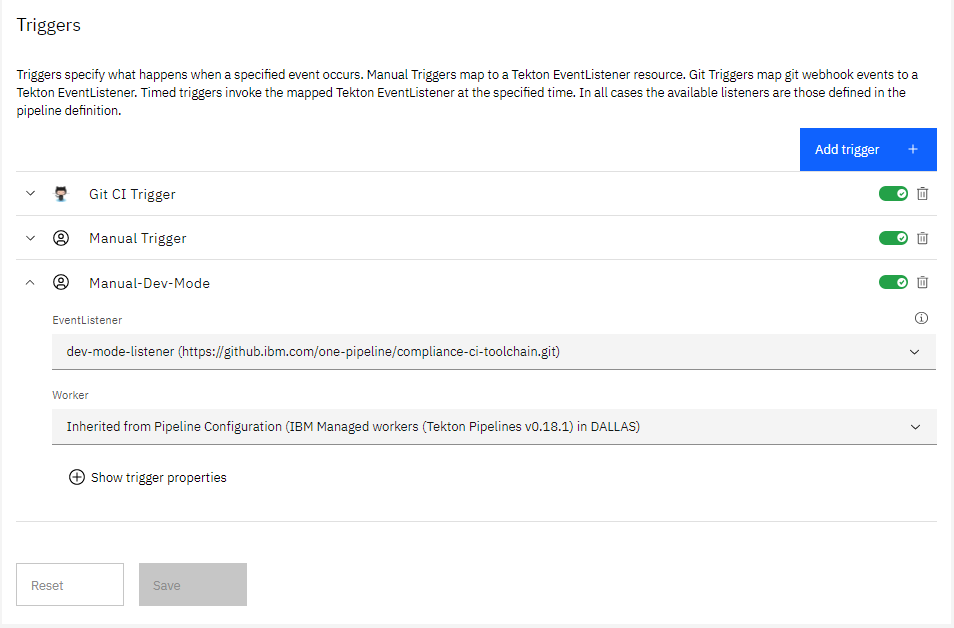 Triggers
Triggers specify what happens when a specified event occurs. Manual Triggers map to a Tekton EventListener resource. Git Triggers map git webhook events to a
Tekton EventListener. Timed triggers invoke the mapped Tekton EventListener at the specified time. In all cases the available listeners are those defined in the
pipeline definition.
Add trigger
Git CI Trigger
Manual Trigger
Manual-Dev-Mode
EventListener
dev-mode-listener (https://github.ibm.com/one-pipeline/compliance-ci-toolchain.git)
Worker
Inherited from Pipeline Configuration (IBM Managed workers (Tekton Pipelines v0.18.1) in DALLAS)
Show trigger properties
Reset
Save